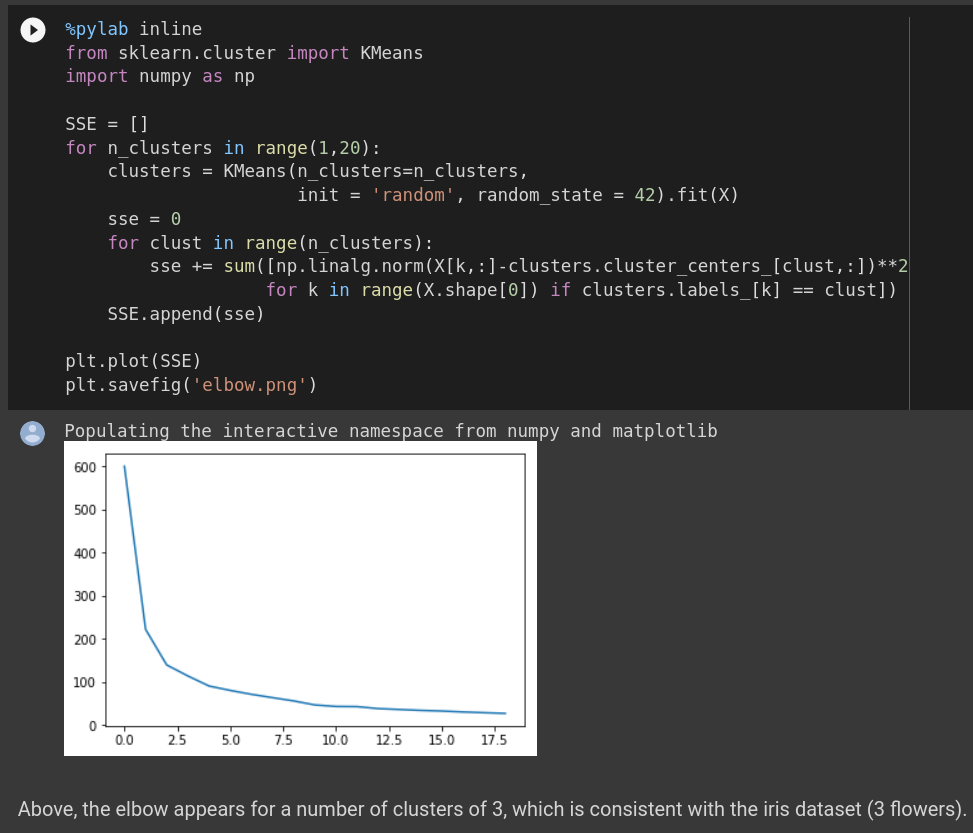 %pylab inline
from sklearn.cluster import KMeans
import numpy as np
SSE = []
for n_clusters in range(1,20):
    clusters = KMeans(n_clusters=n_clusters,
                      init = 'random', random_state = 42).fit(X)
    sse = 0
    for clust in range(n_clusters):
        sse += sum([np.linalg.norm(X[k,:]-clusters.cluster_centers_[clust,:])**2
                   for k in range(X.shape[0]) if clusters.labels_[k] == clust])
    SSE.append(sse)
plt.plot(SSE)
plt.savefig('elbow.png')
Populating the interactive namespace from numpy and matplotlib
600
500
400
300
200
100
0
0.0 2.5 5.0 7.5 10.0 12.5 15.0 17.5
Above, the elbow appears for a number of clusters of 3, which is consistent with the iris dataset (3 flowers).